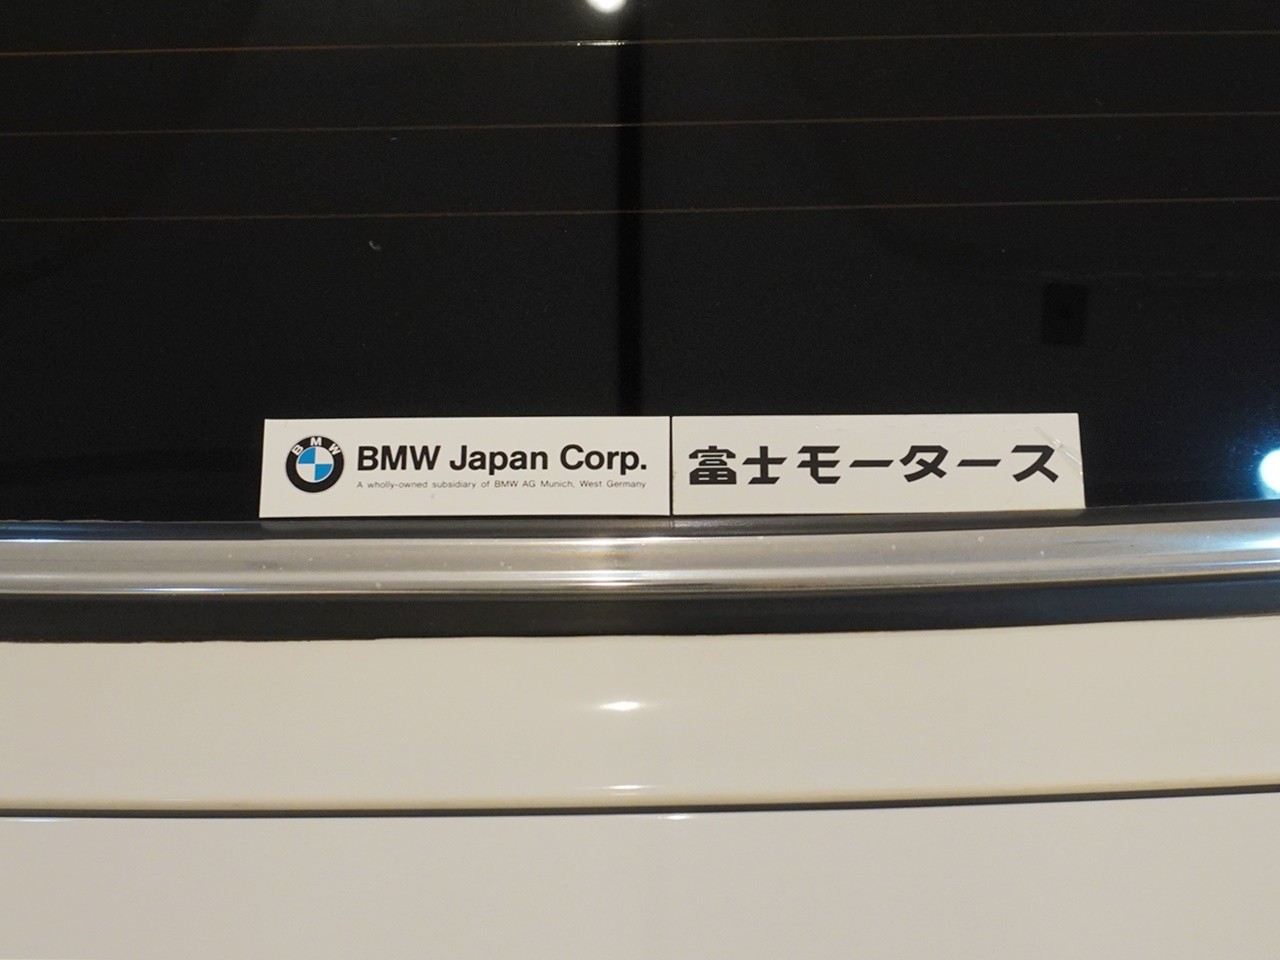 BMW
BMW Japan Corp.
A wholly-owned subsidiary of BMW AG Munich, West Germany
富士モータース